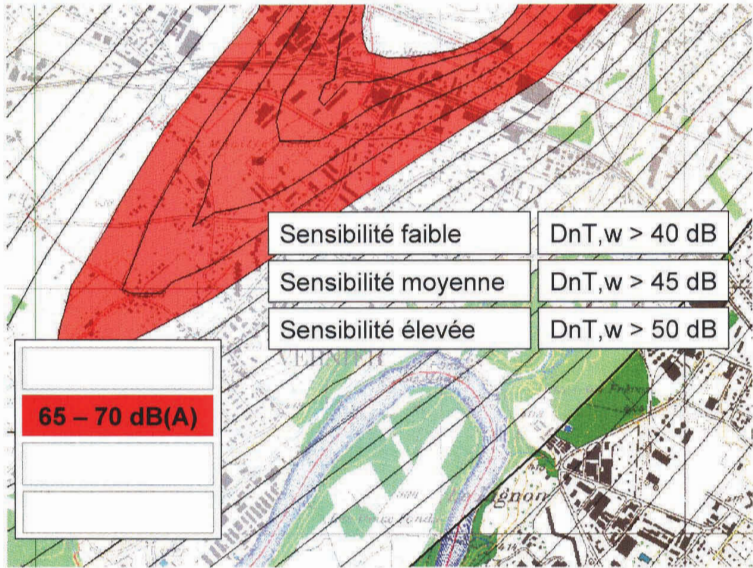 Sensibilité faible DnT,w > 40 dB
Sensibilité moyenne DnT,w > 45 dB
Sensibilité élevée DnT,w > 50 dB
65 – 70 dB(A)